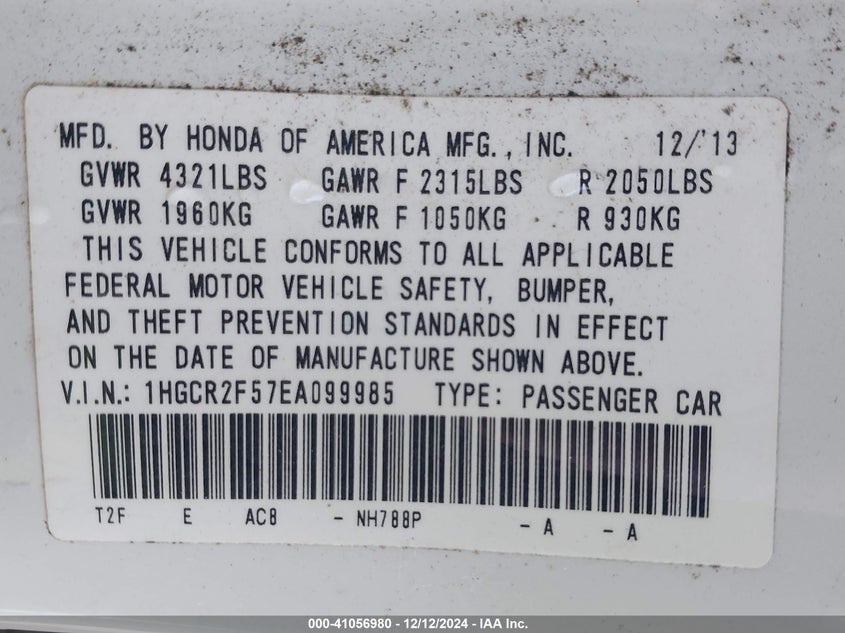 MFD. BY HONDA OF AMERICA MFG., INC. 12/'13
GVWR 4321LBS GAWR F 2315LBS R 2050LBS
GVWR 1960KG GAWR F 1050KG R 930KG
THIS VEHICLE CONFORMS TO ALL APPLICABLE
FEDERAL MOTOR VEHICLE SAFETY, BUMPER,
AND THEFT PREVENTION STANDARDS IN EFFECT
ON THE DATE OF MANUFACTURE SHOWN ABOVE.
V.I.N.: 1HGCR2F57EA099985 TYPE: PASSENGER CAR
T2F E AC8 - NH788P - A - A
000-41056980 - 12/12/2024 - IAA Inc.